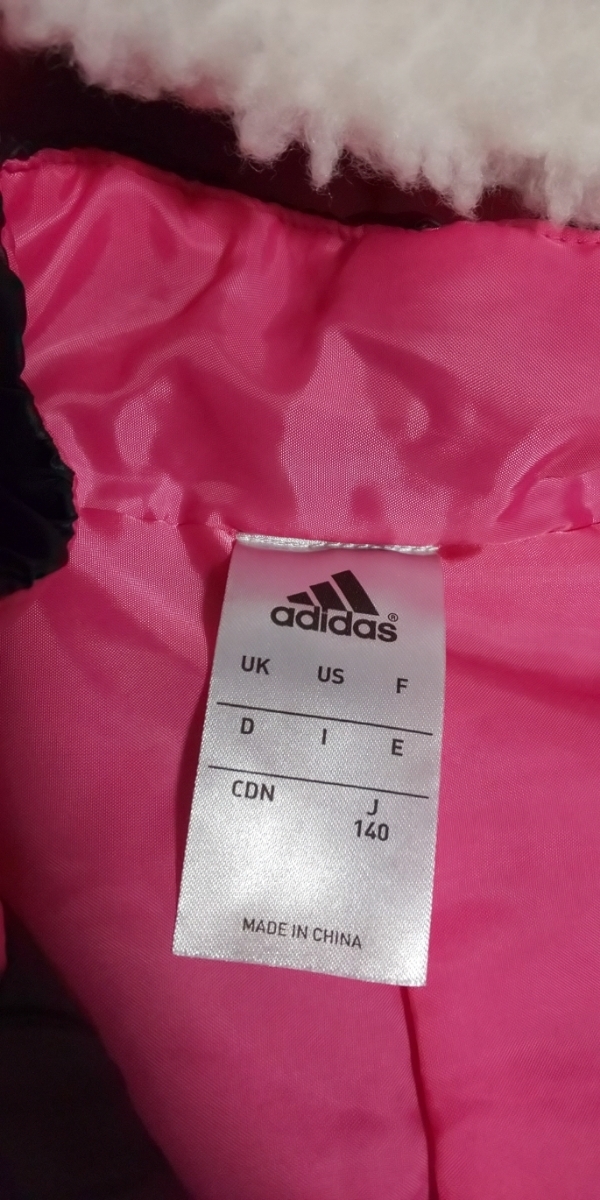 adidas®
UK US F
D I E
CDN J
140
MADE IN CHINA